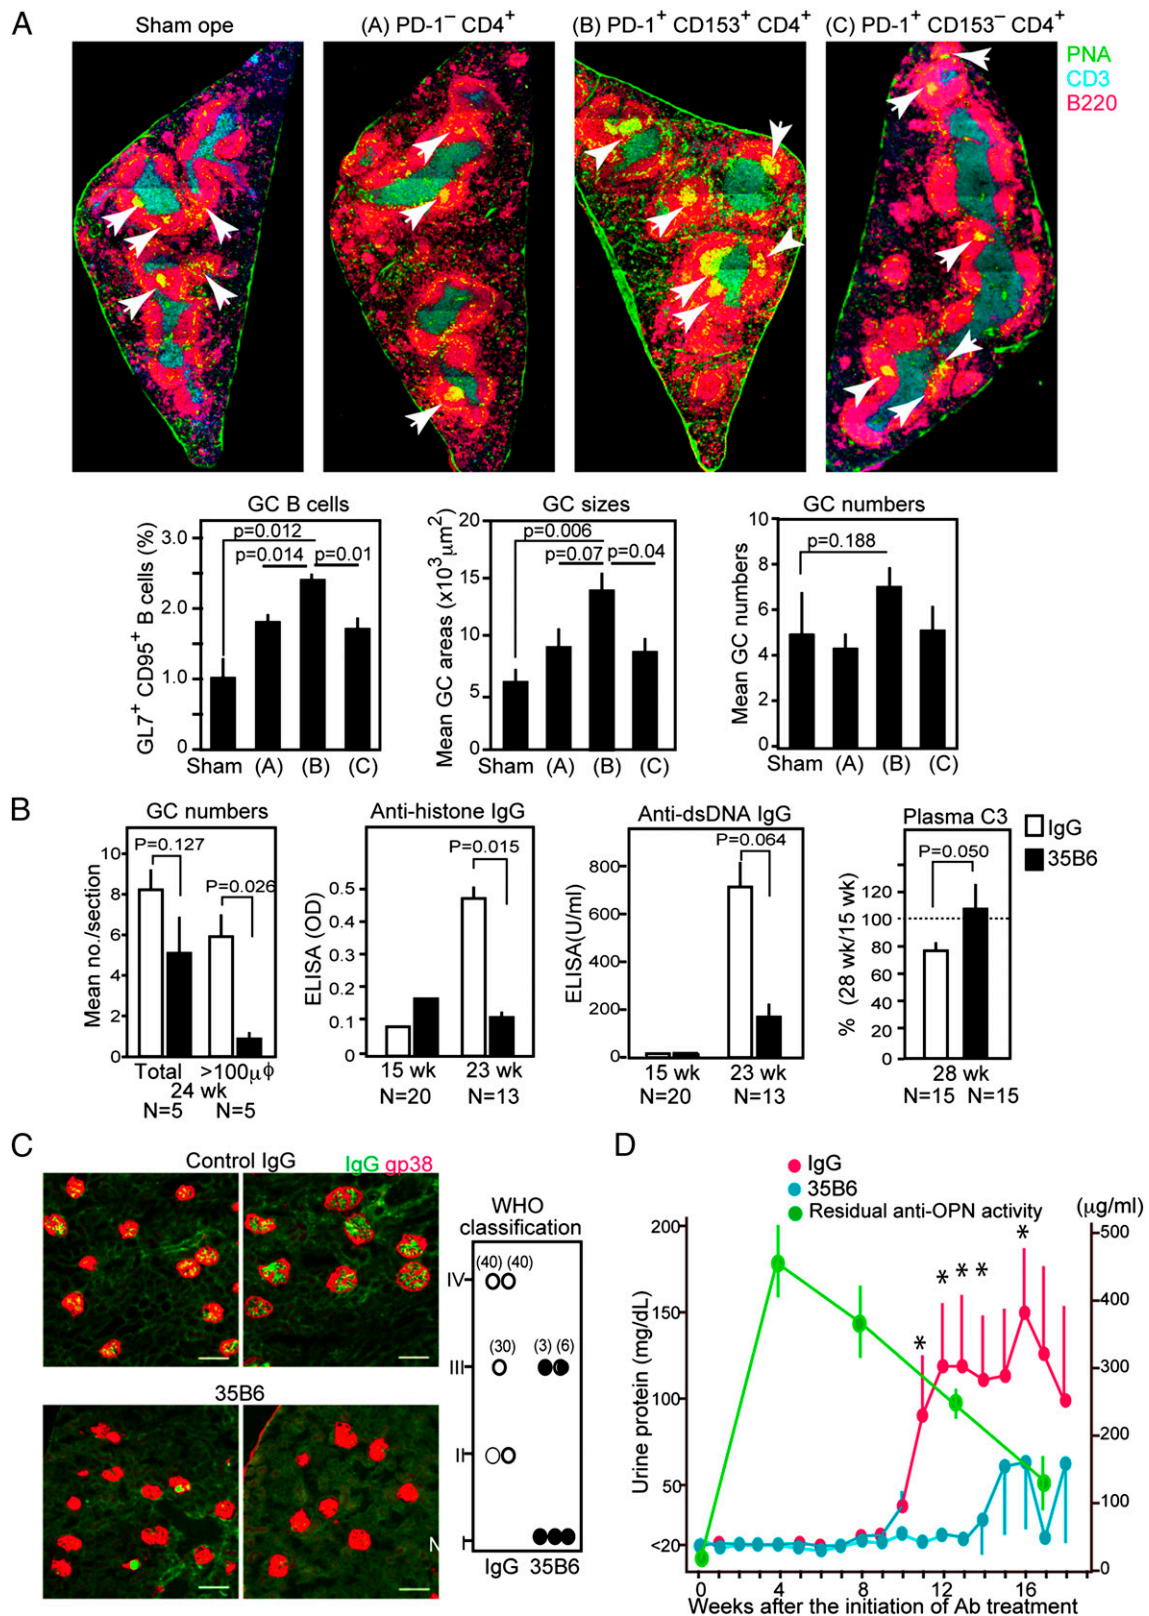 A
Sham ope
(A) PD-1⁻ CD4⁺
(B) PD-1⁺ CD153⁺ CD4⁺
(C) PD-1⁺ CD153⁻ CD4⁺
PNA
CD3
B220
GC B cells
GL7⁺ CD95⁺ B cells (%)
3.0
2.0
1.0
0
p=0.012
p=0.014
p=0.01
Sham (A) (B) (C)
GC sizes
Mean GC areas (x10³μm²)
20
15
10
5
0
p=0.006
p=0.07
p=0.04
Sham (A) (B) (C)
GC numbers
Mean GC numbers
10
8
6
4
2
0
p=0.188
Sham (A) (B) (C)
B
GC numbers
Mean no./section
10
8
6
4
2
0
P=0.127
P=0.026
Total >100μϕ
24 wk
N=5 N=5
Anti-histone IgG
ELISA (OD)
0.5
0.4
0.3
0.2
0.1
0
P=0.015
15 wk 23 wk
N=20 N=13
Anti-dsDNA IgG
ELISA(U/ml)
800
600
400
200
0
P=0.064
15 wk 23 wk
N=20 N=13
Plasma C3
% (28 wk/15 wk)
120
100
80
60
40
20
0
P=0.050
28 wk
N=15 N=15
IgG
35B6
C
Control IgG
IgG gp38
35B6
WHO
classification
(40) (40)
IV
(30) (3) (6)
III
II
N
I
IgG 35B6
D
IgG
35B6
Residual anti-OPN activity
(μg/ml)
Urine protein (mg/dL)
200
150
100
50
<20
500
400
300
200
100
0
* * * * *
0 4 8 12 16
Weeks after the initiation of Ab treatment